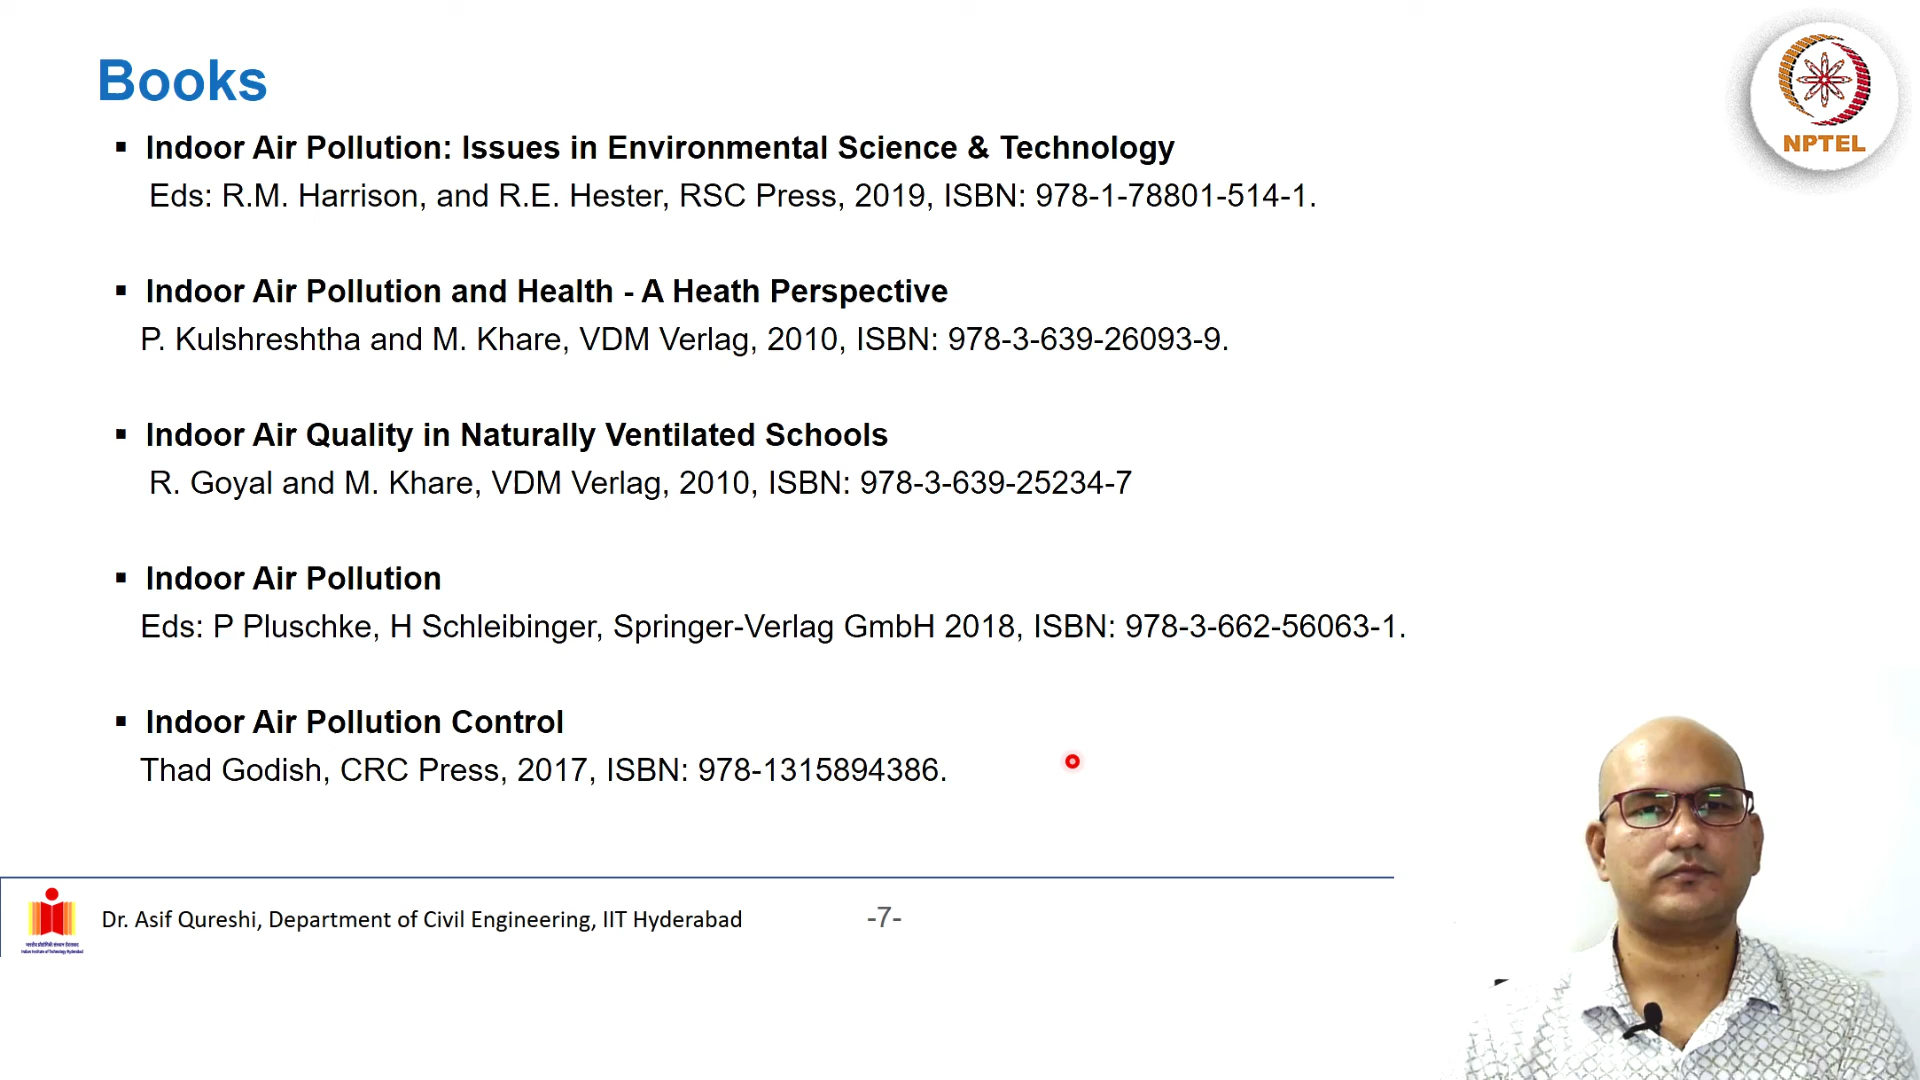 Books
NPTEL
▪ Indoor Air Pollution: Issues in Environmental Science & Technology
Eds: R.M. Harrison, and R.E. Hester, RSC Press, 2019, ISBN: 978-1-78801-514-1.
▪ Indoor Air Pollution and Health - A Heath Perspective
P. Kulshreshtha and M. Khare, VDM Verlag, 2010, ISBN: 978-3-639-26093-9.
▪ Indoor Air Quality in Naturally Ventilated Schools
R. Goyal and M. Khare, VDM Verlag, 2010, ISBN: 978-3-639-25234-7
▪ Indoor Air Pollution
Eds: P Pluschke, H Schleibinger, Springer-Verlag GmbH 2018, ISBN: 978-3-662-56063-1.
▪ Indoor Air Pollution Control
Thad Godish, CRC Press, 2017, ISBN: 978-1315894386.
Dr. Asif Qureshi, Department of Civil Engineering, IIT Hyderabad
-7-
Indian Institute of Technology Hyderabad